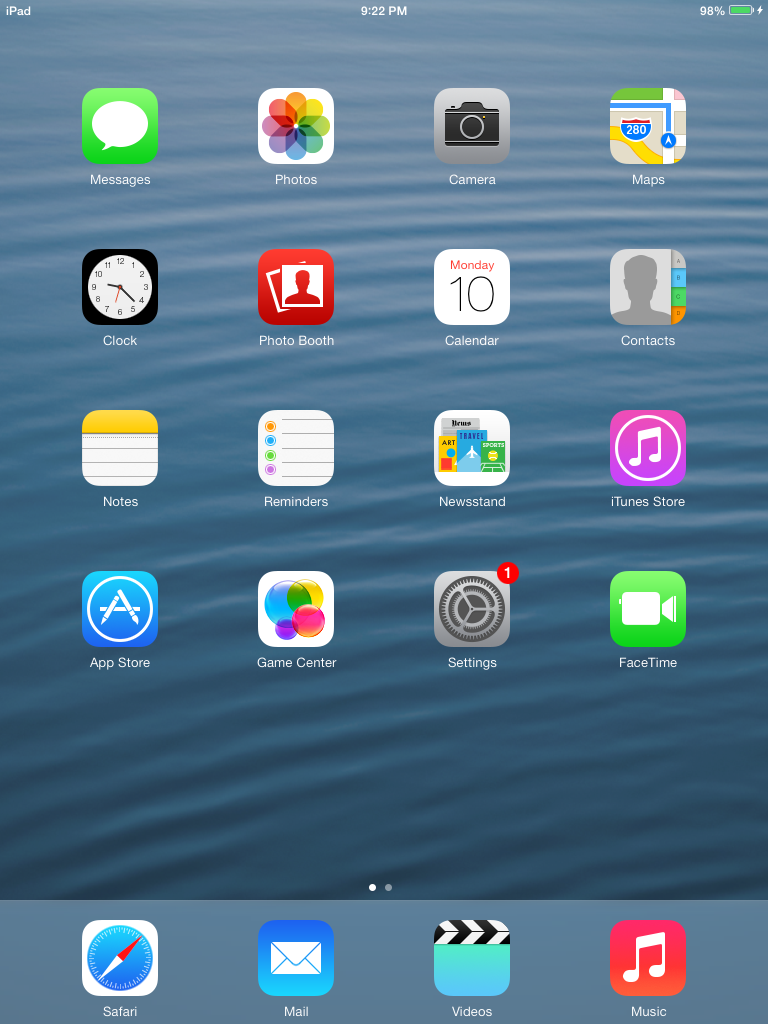 iPad 9:22 PM 98%
280
Messages Photos Camera Maps
12
11 1
10 2
9 3
8 4
7 5
6
Monday
10
A
B
C
D
Clock Photo Booth Calendar Contacts
News
ART TRAVEL SPORTS
Notes Reminders Newsstand iTunes Store
1
App Store Game Center Settings FaceTime
Safari Mail Videos Music